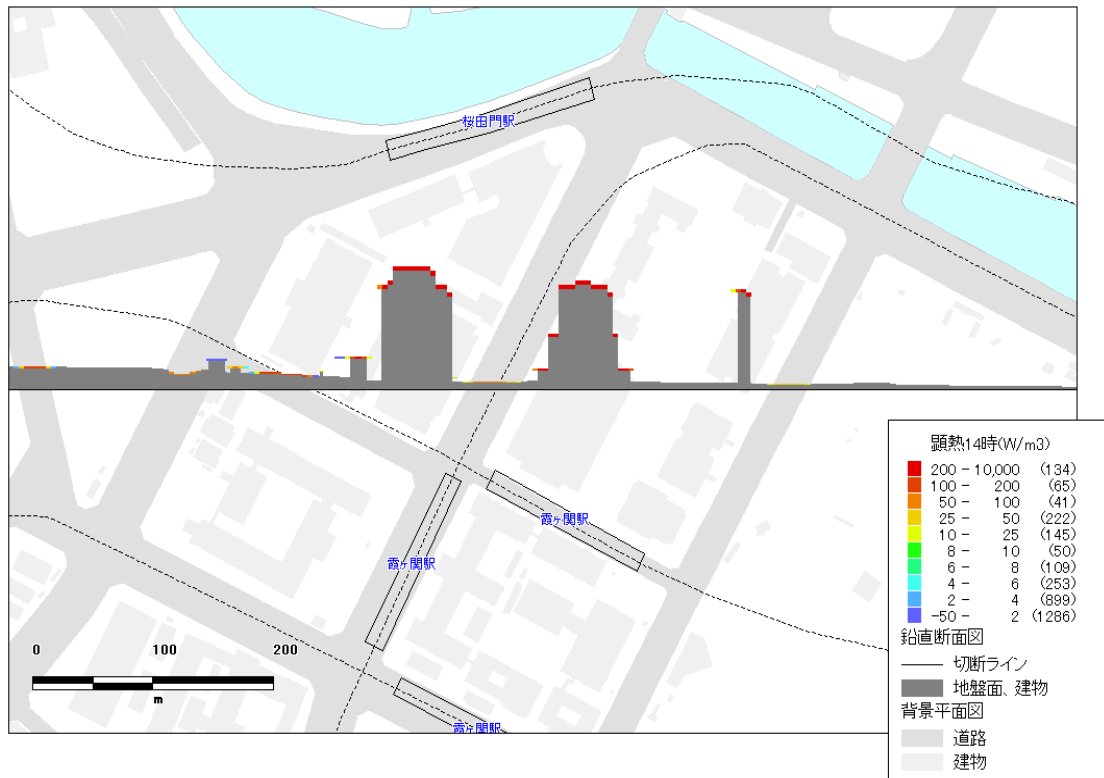 桜田門駅
霞ヶ関駅
霞ヶ関駅
霞ヶ関駅
0 100 200
m
顕熱14時(W/m3)
200 - 10,000 (134)
100 - 200 (65)
50 - 100 (41)
25 - 50 (222)
10 - 25 (145)
8 - 10 (50)
6 - 8 (109)
4 - 6 (253)
2 - 4 (899)
-50 - 2 (1286)
鉛直断面図
切断ライン
地盤面、建物
背景平面図
道路
建物